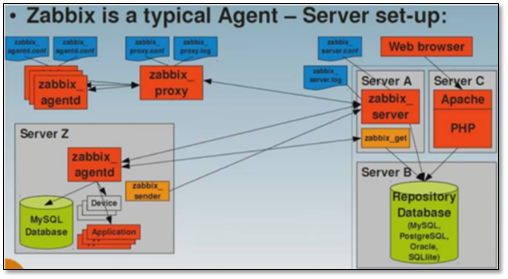 • Zabbix is a typical Agent – Server set-up:
zabbix_
agentd.conf
zabbix_
agentd.conf
zabbix_
proxy.conf
zabbix_
proxy.log
zabbix_
server.conf
zabbix_
server.log
Web browser
zabbix_
agentd
zabbix_
proxy
Server A
zabbix_
server
zabbix_get
Server C
Apache
PHP
Server Z
zabbix_
agentd
zabbix_
sender
Device
MySQL
Database
Application
Server B
Repository
Database
(MySQL,
PostgreSQL,
Oracle,
SQLlite)